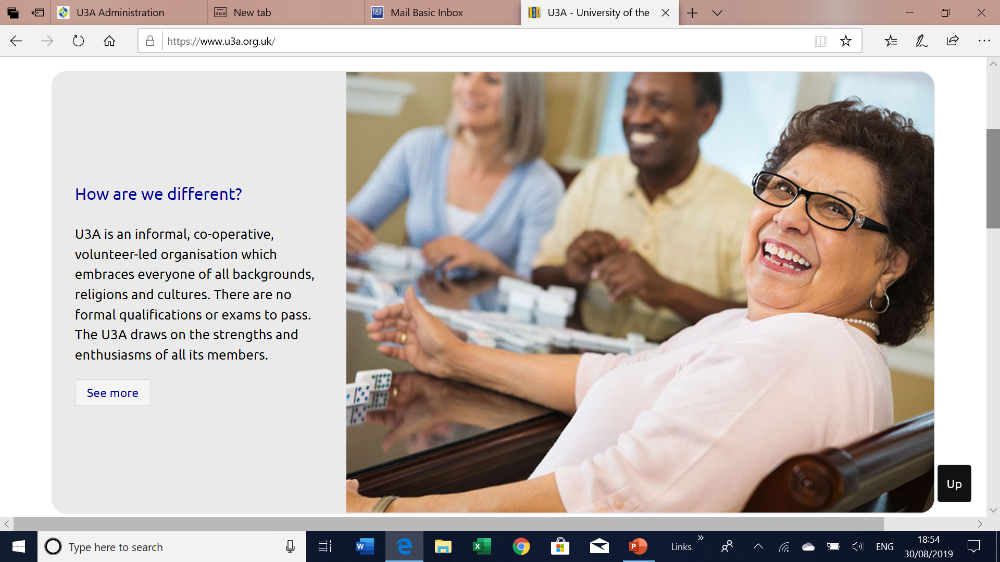 U3A Administration
New tab
1&1
Mail Basic Inbox
U3A
U3A - University of the
https://www.u3a.org.uk/
How are we different?
U3A is an informal, co-operative,
volunteer-led organisation which
embraces everyone of all backgrounds,
religions and cultures. There are no
formal qualifications or exams to pass.
The U3A draws on the strengths and
enthusiasms of all its members.
See more
Up
Type here to search
W
X
P
Links
ENG
18:54
30/08/2019